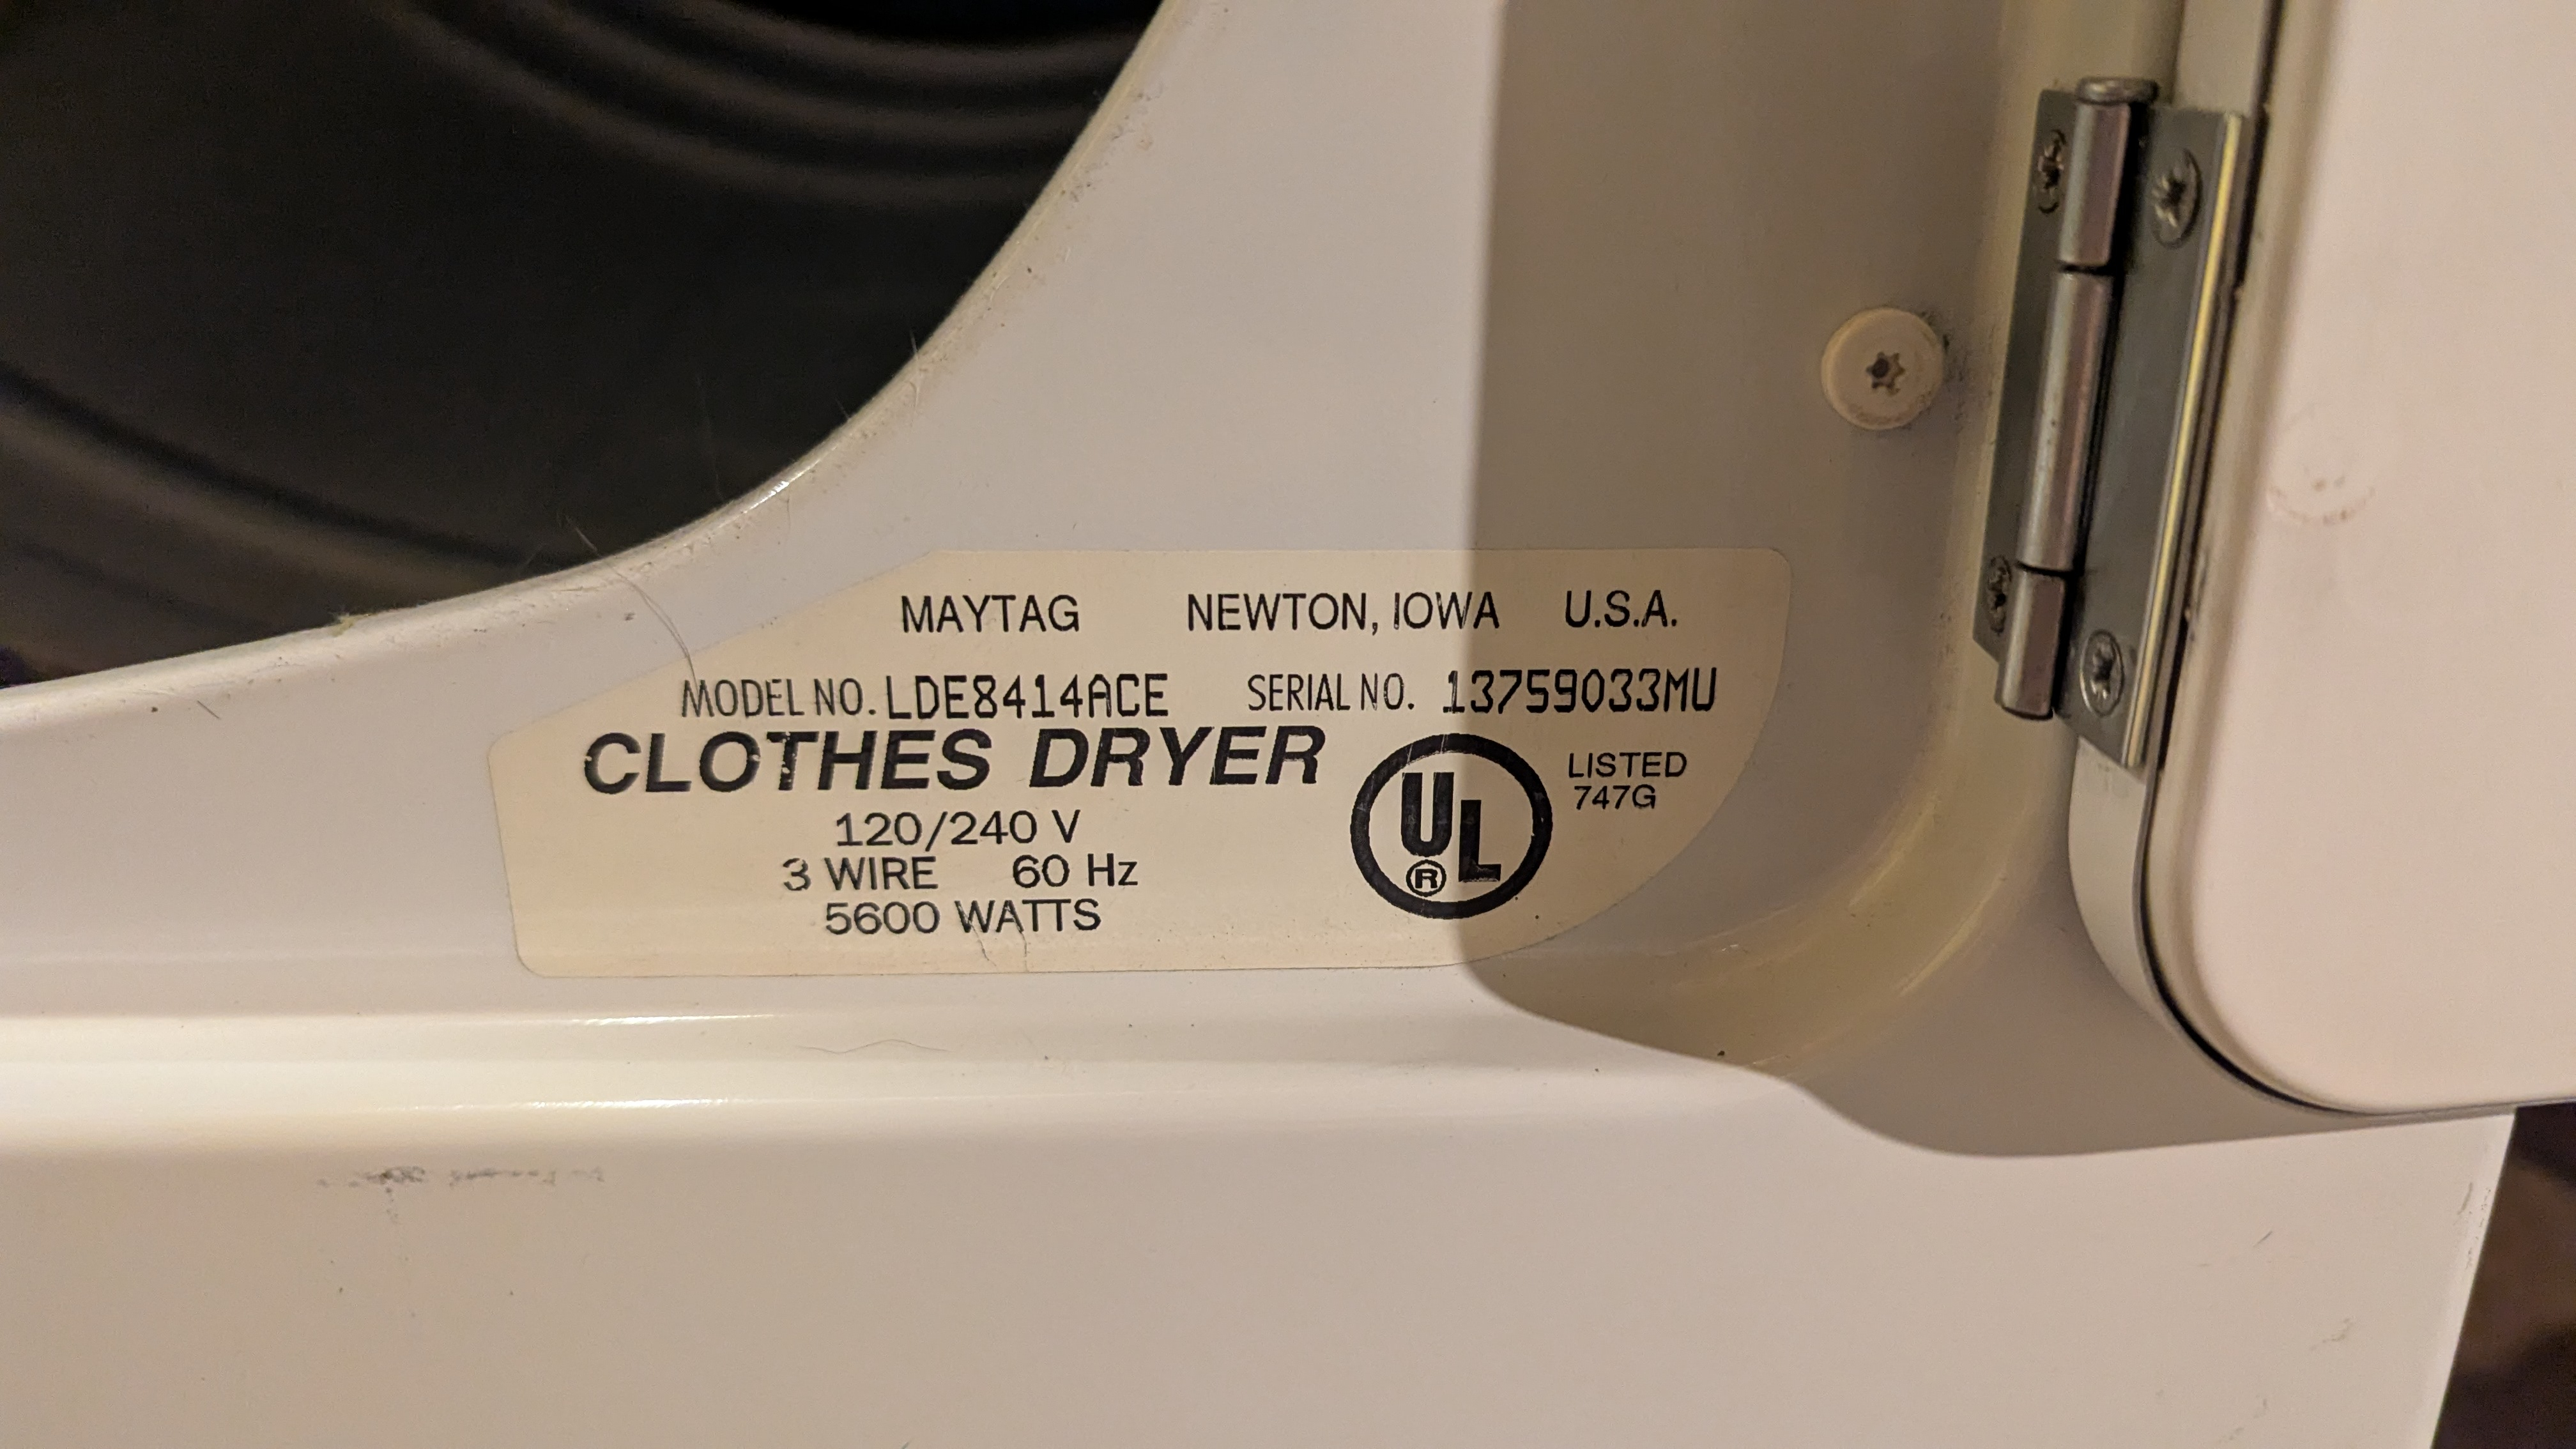 MAYTAG NEWTON, IOWA U.S.A.
MODEL NO. LDE8414ACE SERIAL NO. 13759033MU
CLOTHES DRYER
120/240 V
3 WIRE 60 Hz
5600 WATTS
UL
®
LISTED
747G